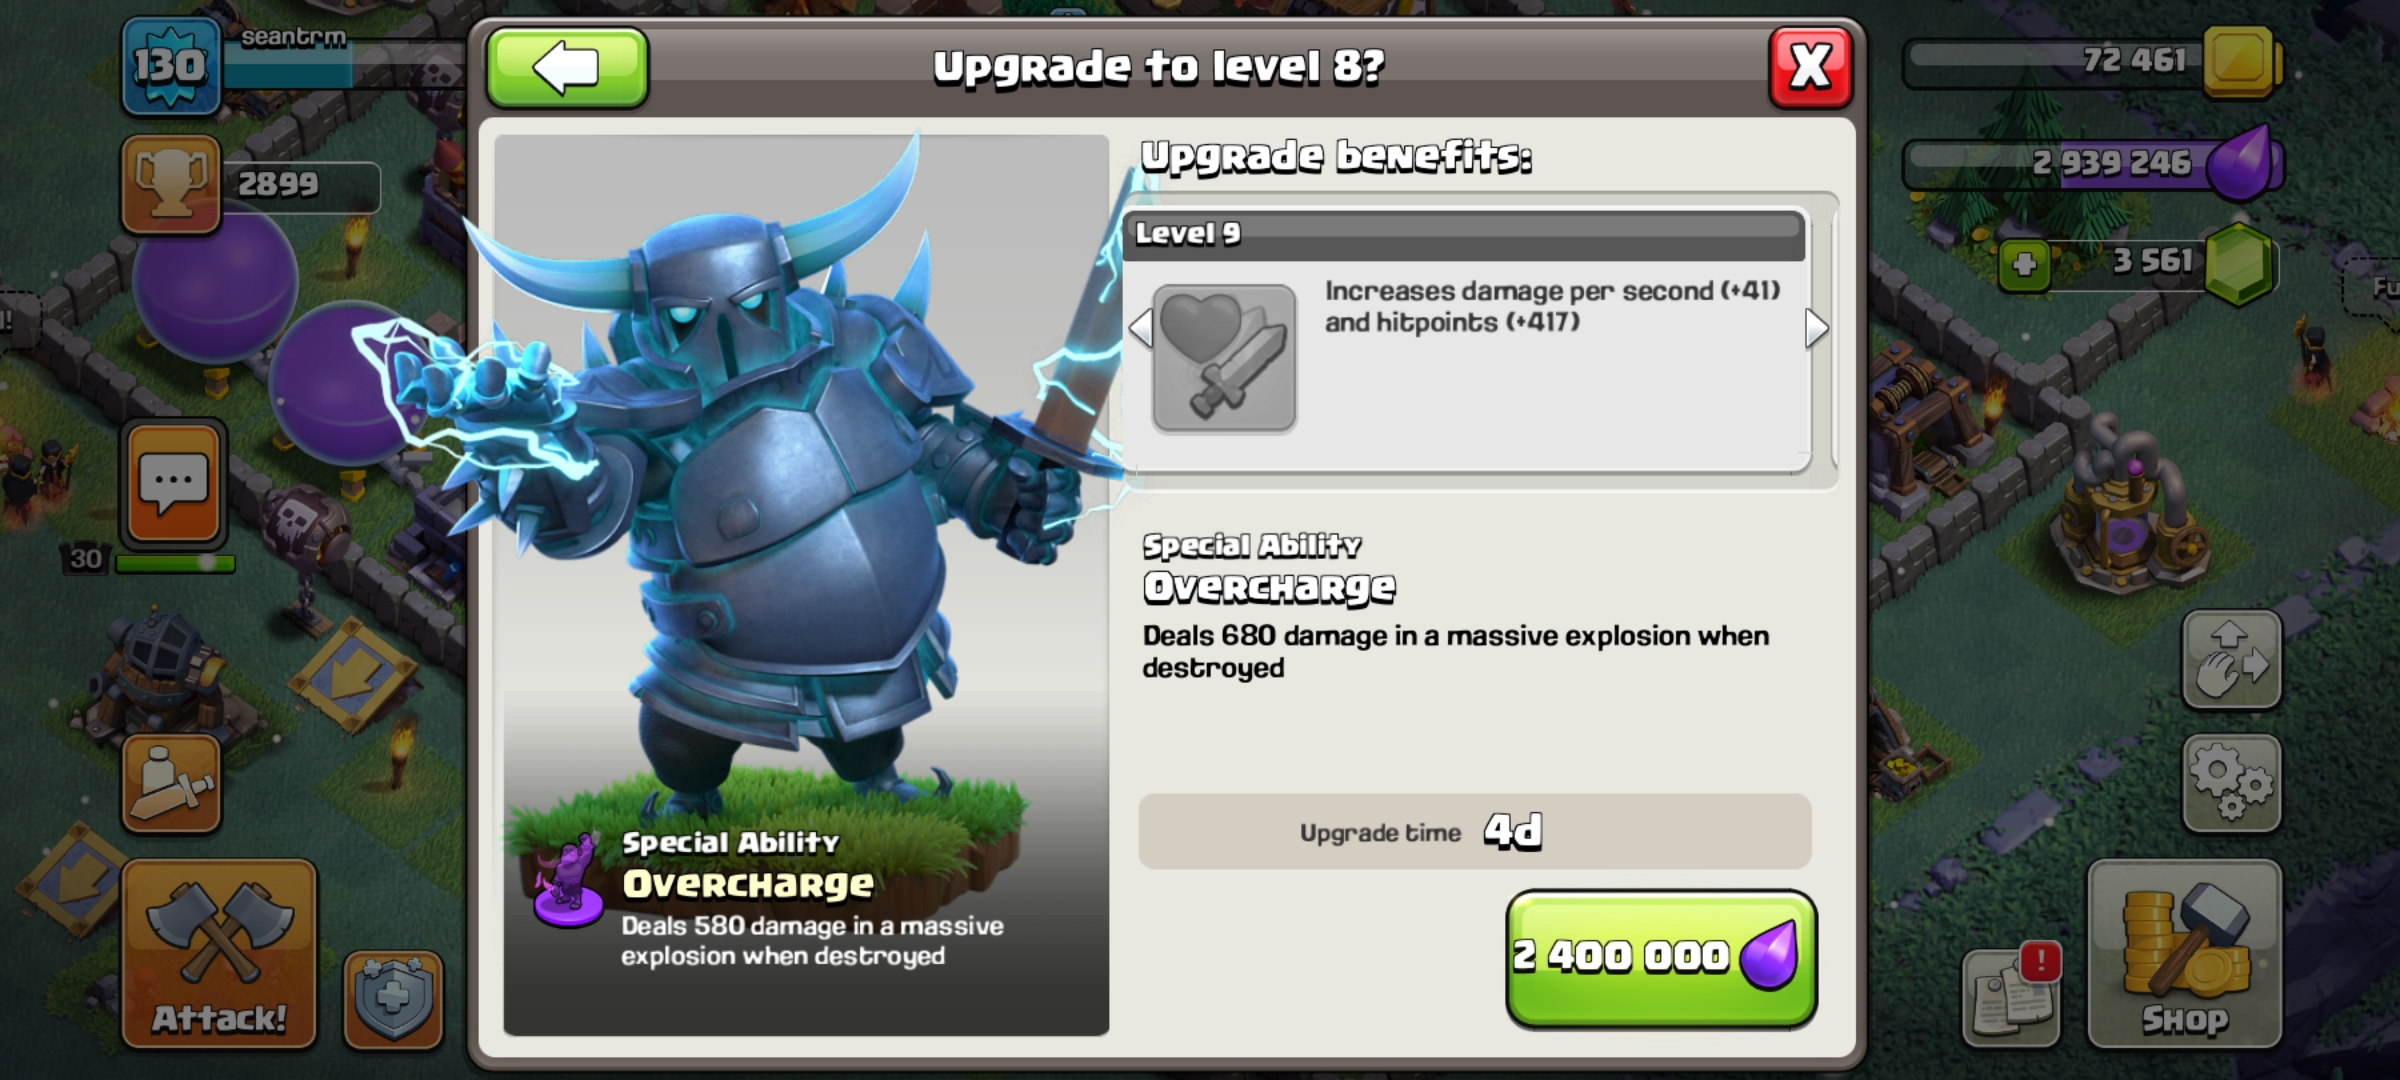 130
seantrm
2899
30
Attack!
Upgrade to level 8?
X
Special Ability
Overcharge
Deals 580 damage in a massive
explosion when destroyed
Upgrade benefits:
Level 9
Increases damage per second (+41)
and hitpoints (+417)
Special Ability
Overcharge
Deals 680 damage in a massive explosion when
destroyed
Upgrade time 4d
2 400 000
72 461
2 939 246
3 561
Fu
!
Shop